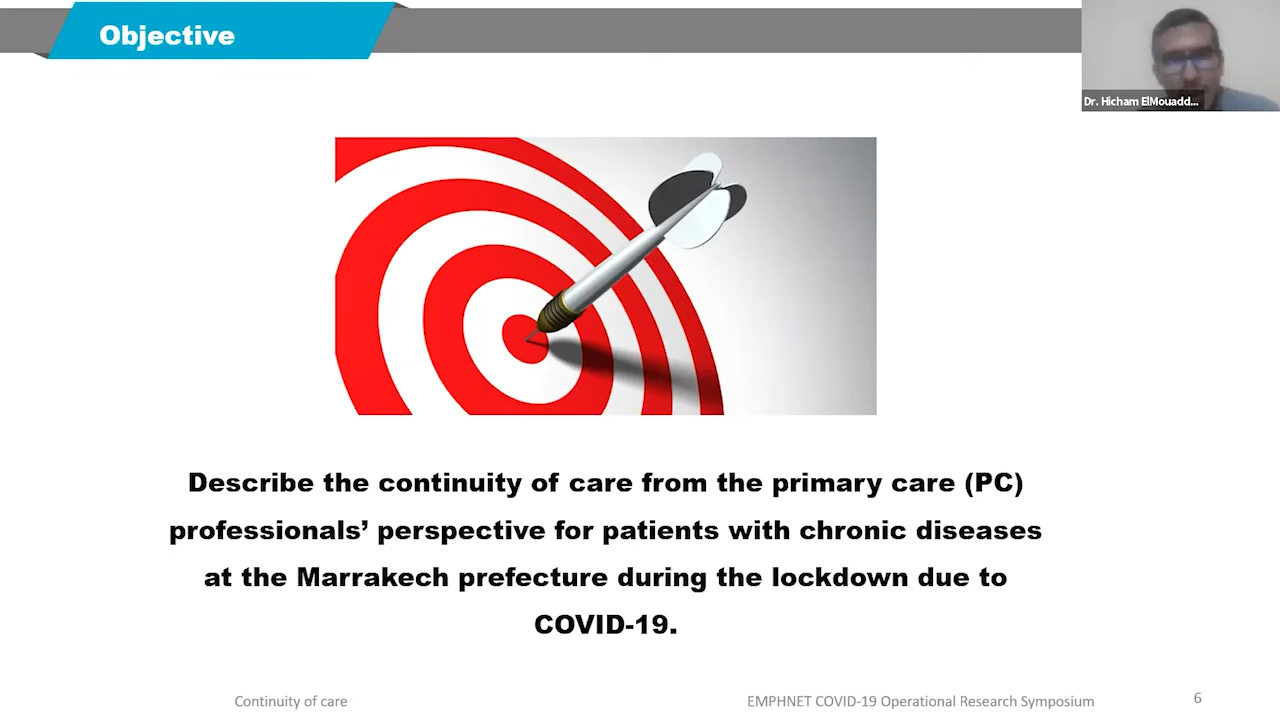 Objective
Dr. Hicham ElMouadd...
Describe the continuity of care from the primary care (PC)
professionals’ perspective for patients with chronic diseases
at the Marrakech prefecture during the lockdown due to
COVID-19.
Continuity of care
EMPHNET COVID-19 Operational Research Symposium
6